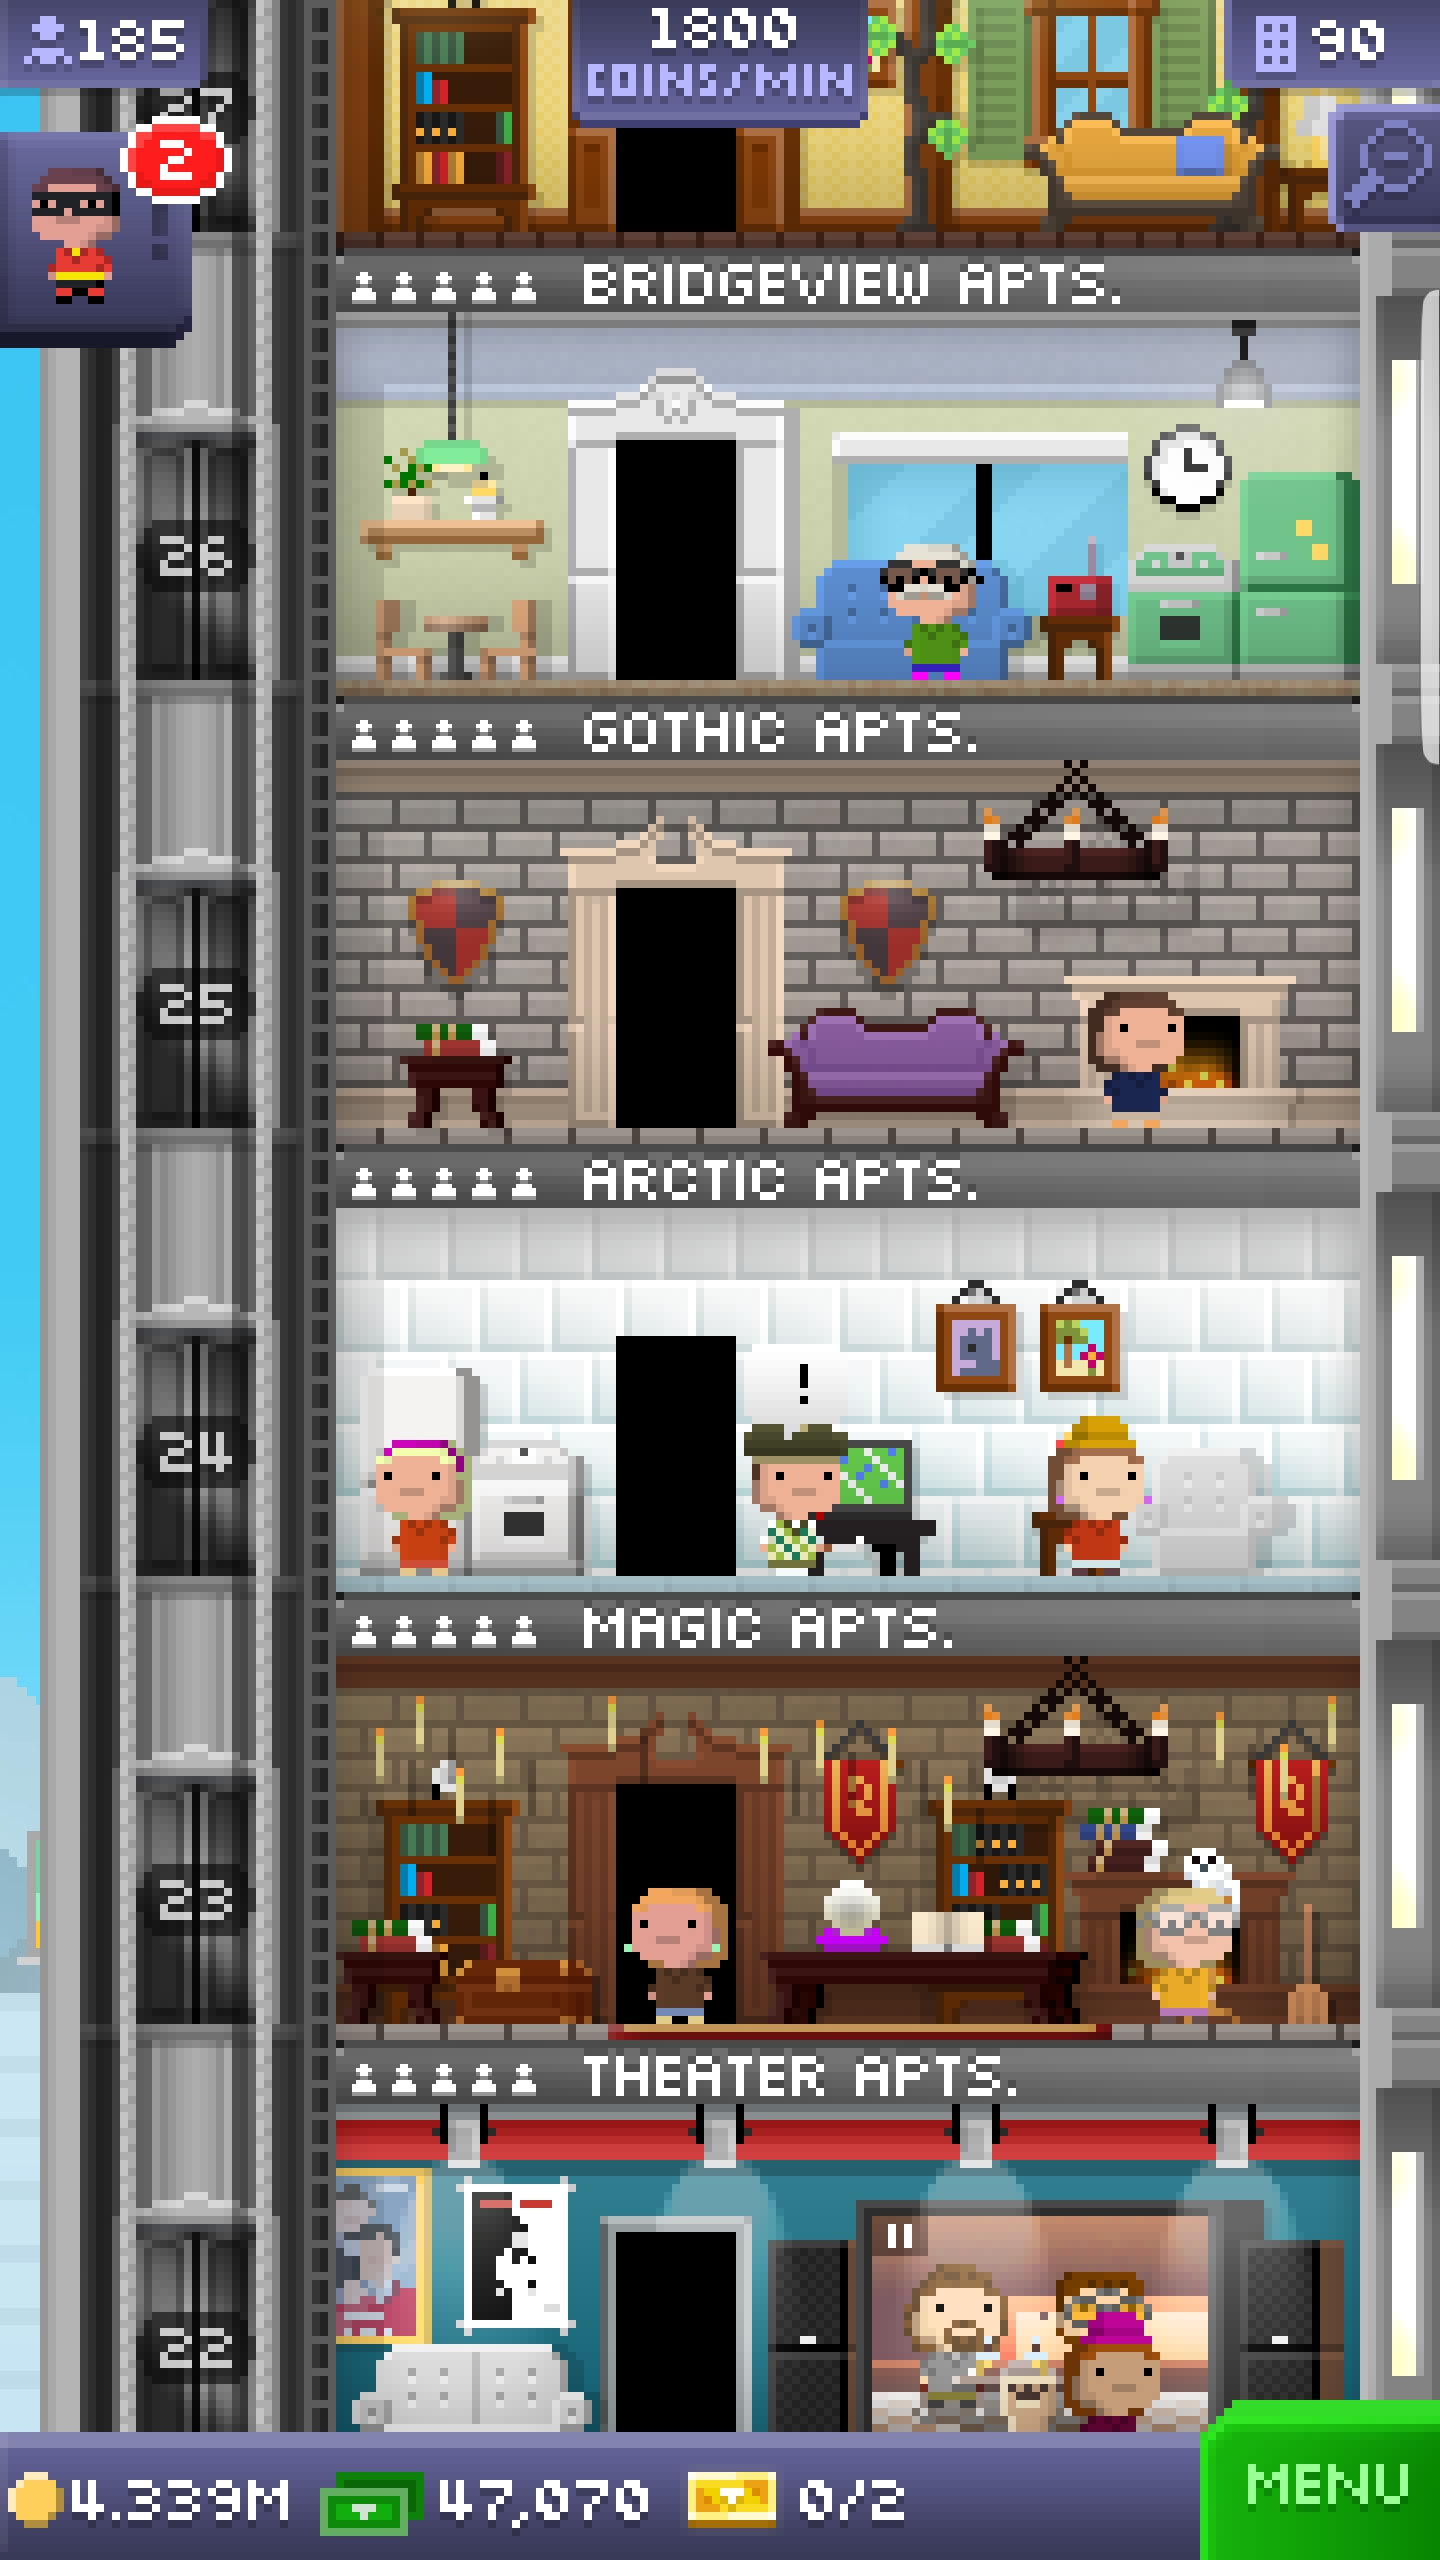 185
1800
COINS/MIN
90
27
2
BRIDGEVIEW APTS.
26
GOTHIC APTS.
25
ARCTIC APTS.
!
24
MAGIC APTS.
23
THEATER APTS.
22
4.339M
47,070
0/2
MENU